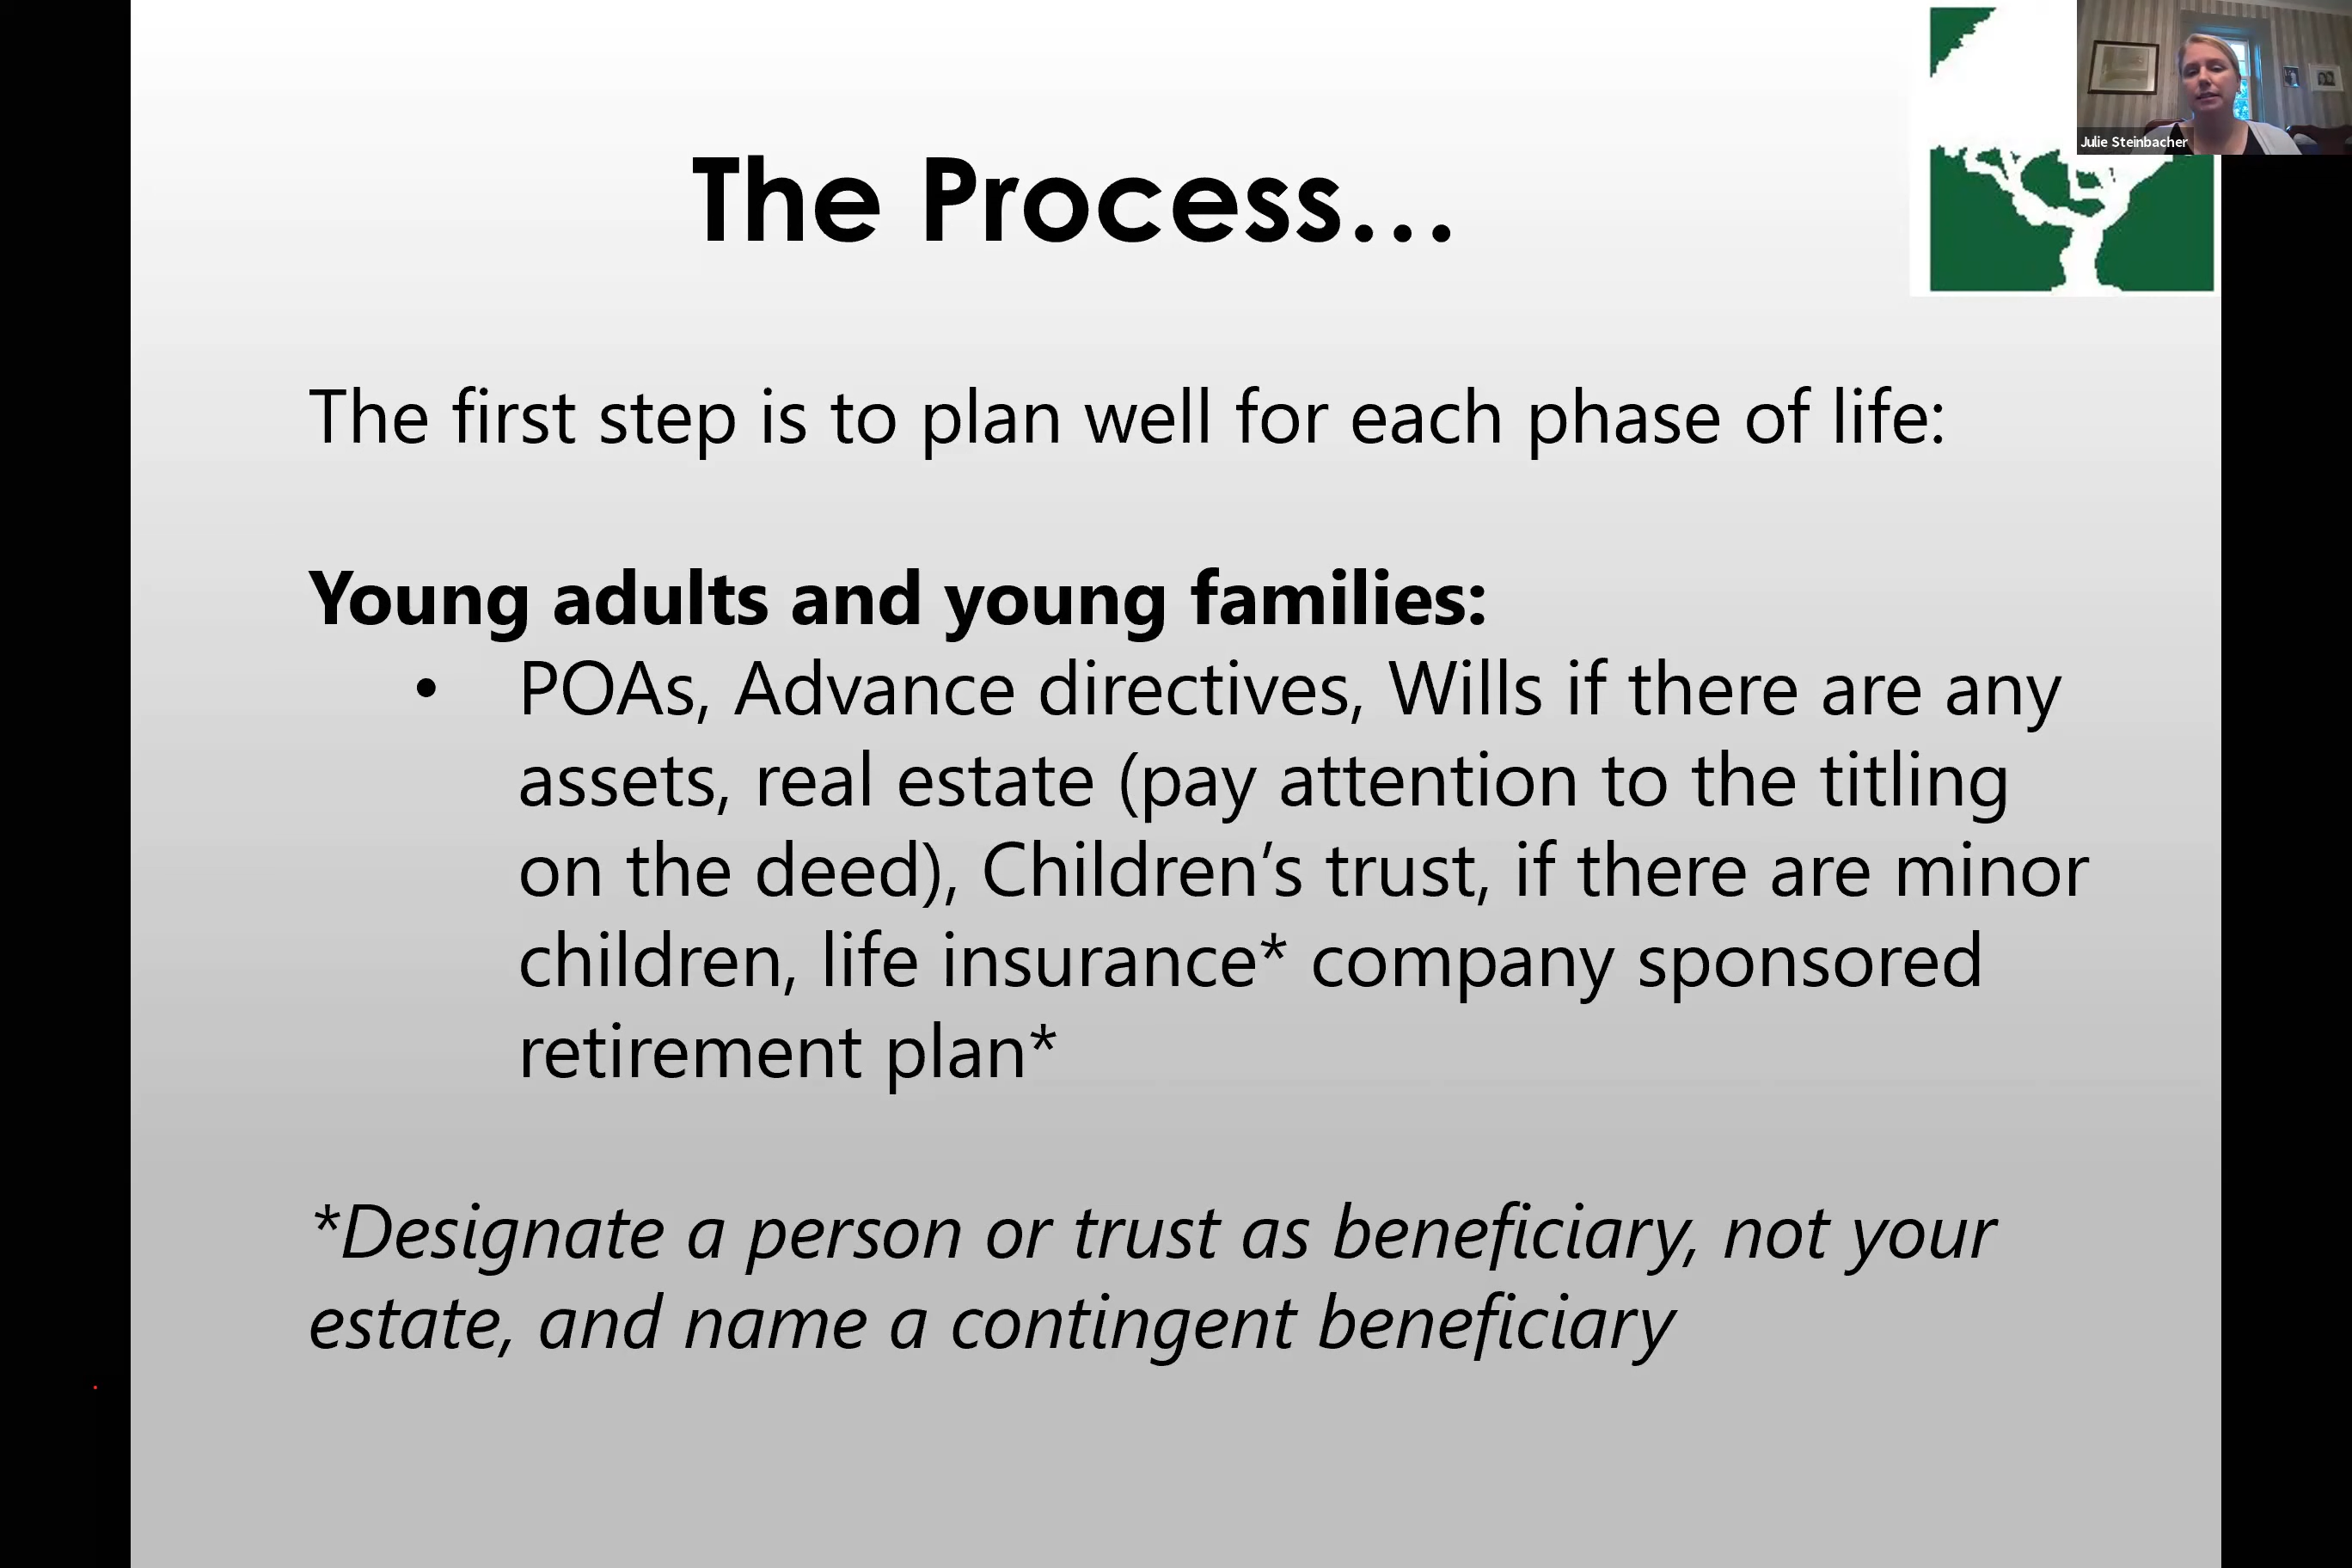 The Process...
Julie Steinbacher
The first step is to plan well for each phase of life:
Young adults and young families:
• POAs, Advance directives, Wills if there are any
assets, real estate (pay attention to the titling
on the deed), Children’s trust, if there are minor
children, life insurance* company sponsored
retirement plan*
*Designate a person or trust as beneficiary, not your
estate, and name a contingent beneficiary